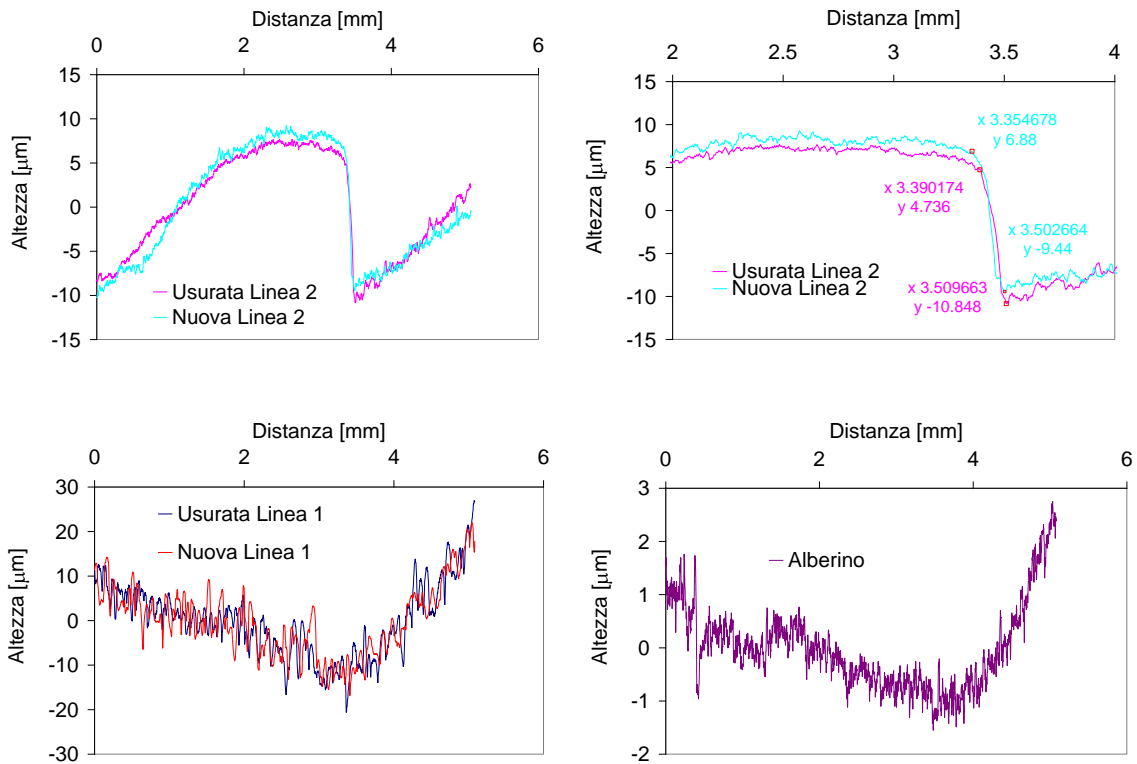 Distanza [mm]
0 2 4 6
15
10
5
0
-5
-10
-15
Altezza [μm]
Usurata Linea 2
Nuova Linea 2
Distanza [mm]
2 2.5 3 3.5 4
15
10
5
0
-5
-10
-15
Altezza [μm]
x 3.354678
y 6.88
x 3.390174
y 4.736
x 3.502664
y -9.44
x 3.509663
y -10.848
Usurata Linea 2
Nuova Linea 2
Distanza [mm]
0 2 4 6
30
20
10
0
-10
-20
-30
Altezza [μm]
Usurata Linea 1
Nuova Linea 1
Distanza [mm]
0 2 4 6
3
2
1
0
-1
-2
Altezza [μm]
Alberino